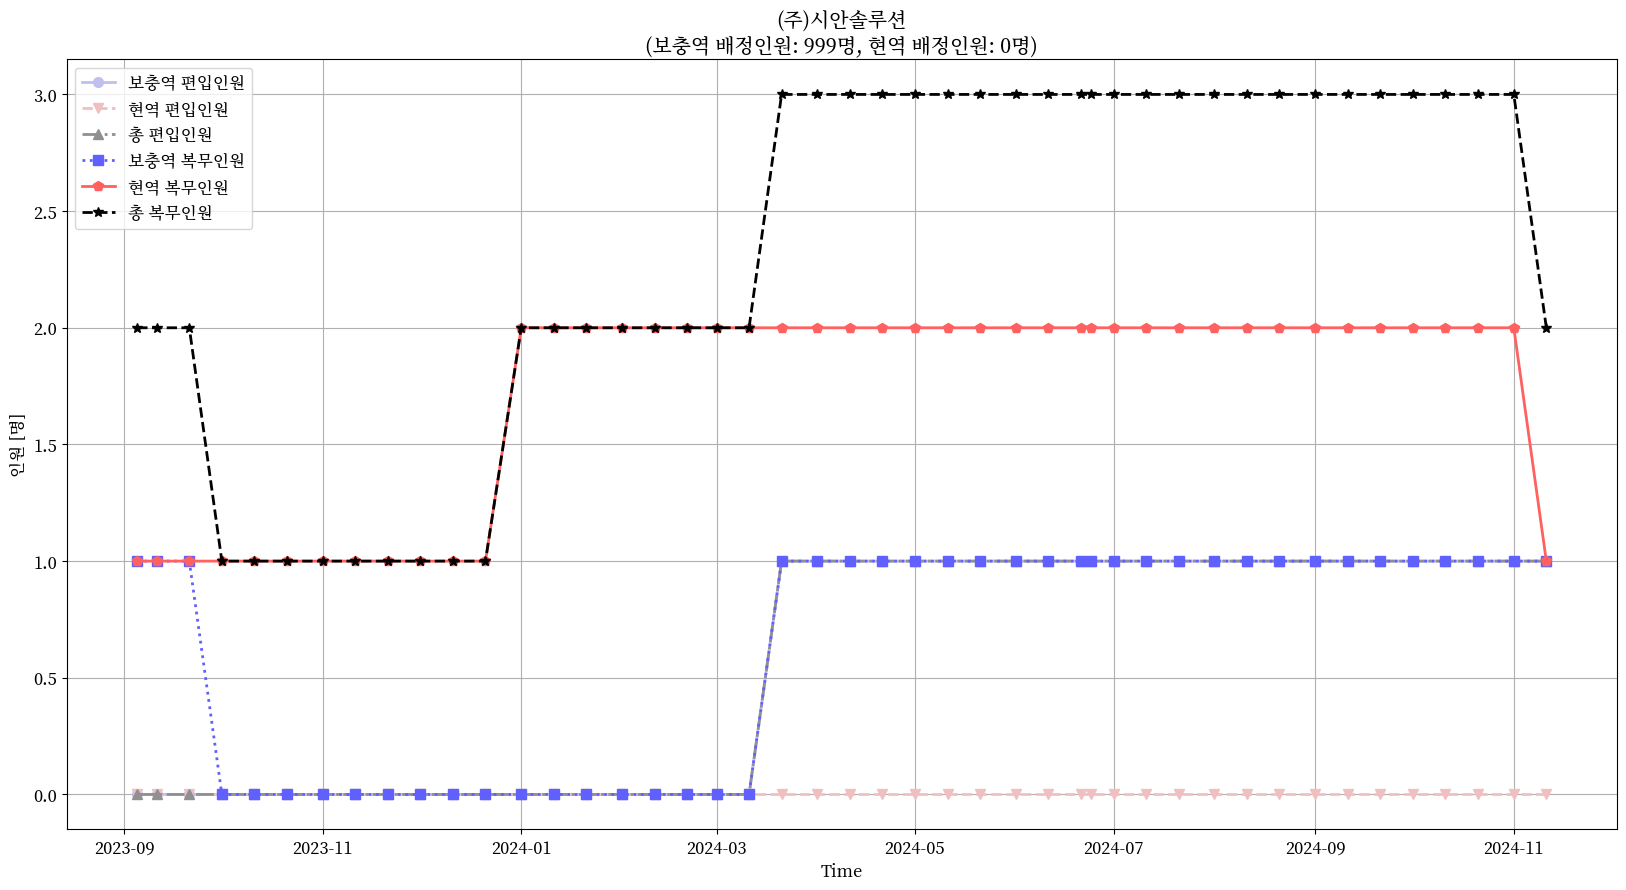 (주)시안솔루션
(보충역 배정인원: 999명, 현역 배정인원: 0명)
보충역 편입인원
현역 편입인원
총 편입인원
보충역 복무인원
현역 복무인원
총 복무인원
3.0
2.5
2.0
1.5
1.0
0.5
0.0
인원 [명]
2023-09 2023-11 2024-01 2024-03 2024-05 2024-07 2024-09 2024-11
Time